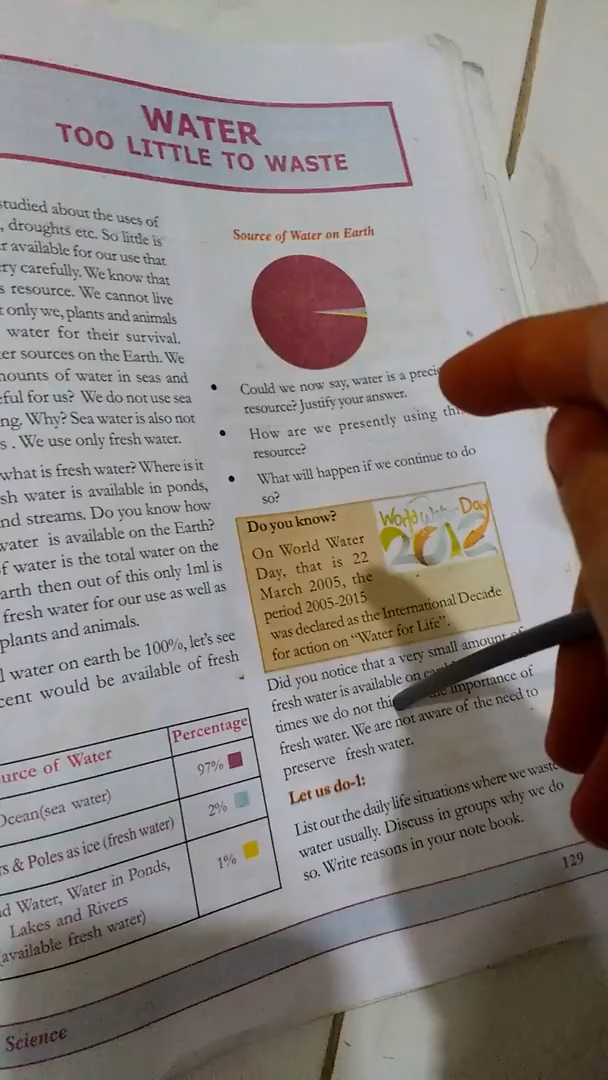 WATER
TOO LITTLE TO WASTE
studied about the uses of
, droughts etc. So little is
r available for our use that
ry carefully. We know that
s resource. We cannot live
t only we, plants and animals
water for their survival.
er sources on the Earth. We
mounts of water in seas and
eful for us? We do not use sea
ng. Why? Sea water is also not
s . We use only fresh water.
what is fresh water? Where is it
sh water is available in ponds,
nd streams. Do you know how
water is available on the Earth?
f water is the total water on the
arth then out of this only 1ml is
fresh water for our use as well as
plants and animals.
l water on earth be 100%, let's see
cent would be available of fresh
urce of Water Percentage
Ocean(sea water) 97%
rs & Poles as ice (fresh water) 2%
d Water, Water in Ponds, 1%
Lakes and Rivers
(available fresh water)
Source of Water on Earth
• Could we now say, water is a preci
resource? Justify your answer.
• How are we presently using thi
resource?
• What will happen if we continue to do
so?
Do you know?
World Water Day
2012
On World Water
Day, that is 22
March 2005, the
period 2005-2015
was declared as the International Decade
for action on “Water for Life”.
Did you notice that a very small amount of
fresh water is available on
times we do not thi the importance of
fresh water. We are not aware of the need to
preserve fresh water.
Let us do-1:
List out the daily life situations where we waste
water usually. Discuss in groups why we do
so. Write reasons in your note book.
129
Science